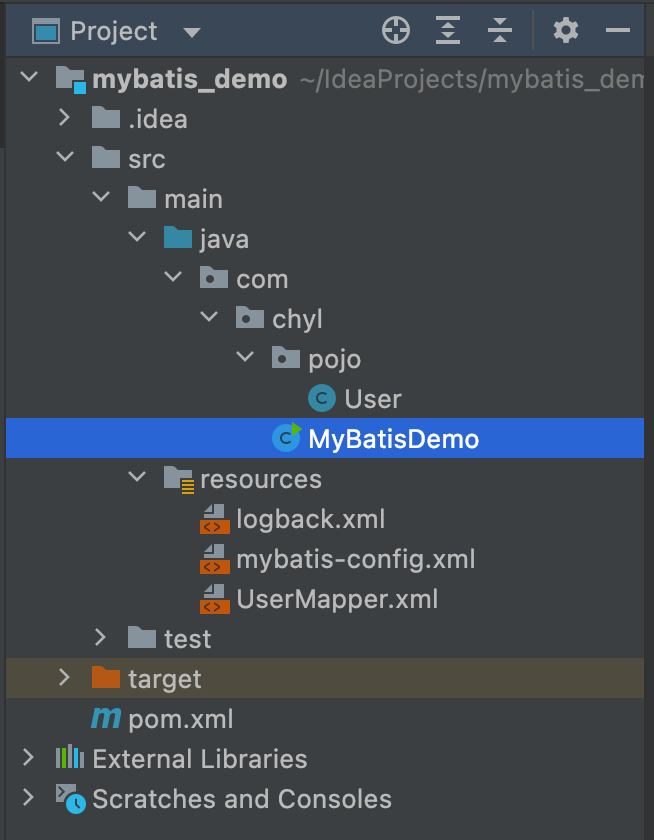 Project
mybatis_demo ~/IdeaProjects/mybatis_dem
.idea
src
main
java
com
chyl
pojo
C User
C MyBatisDemo
resources
<> logback.xml
<> mybatis-config.xml
<> UserMapper.xml
test
target
m pom.xml
External Libraries
Scratches and Consoles